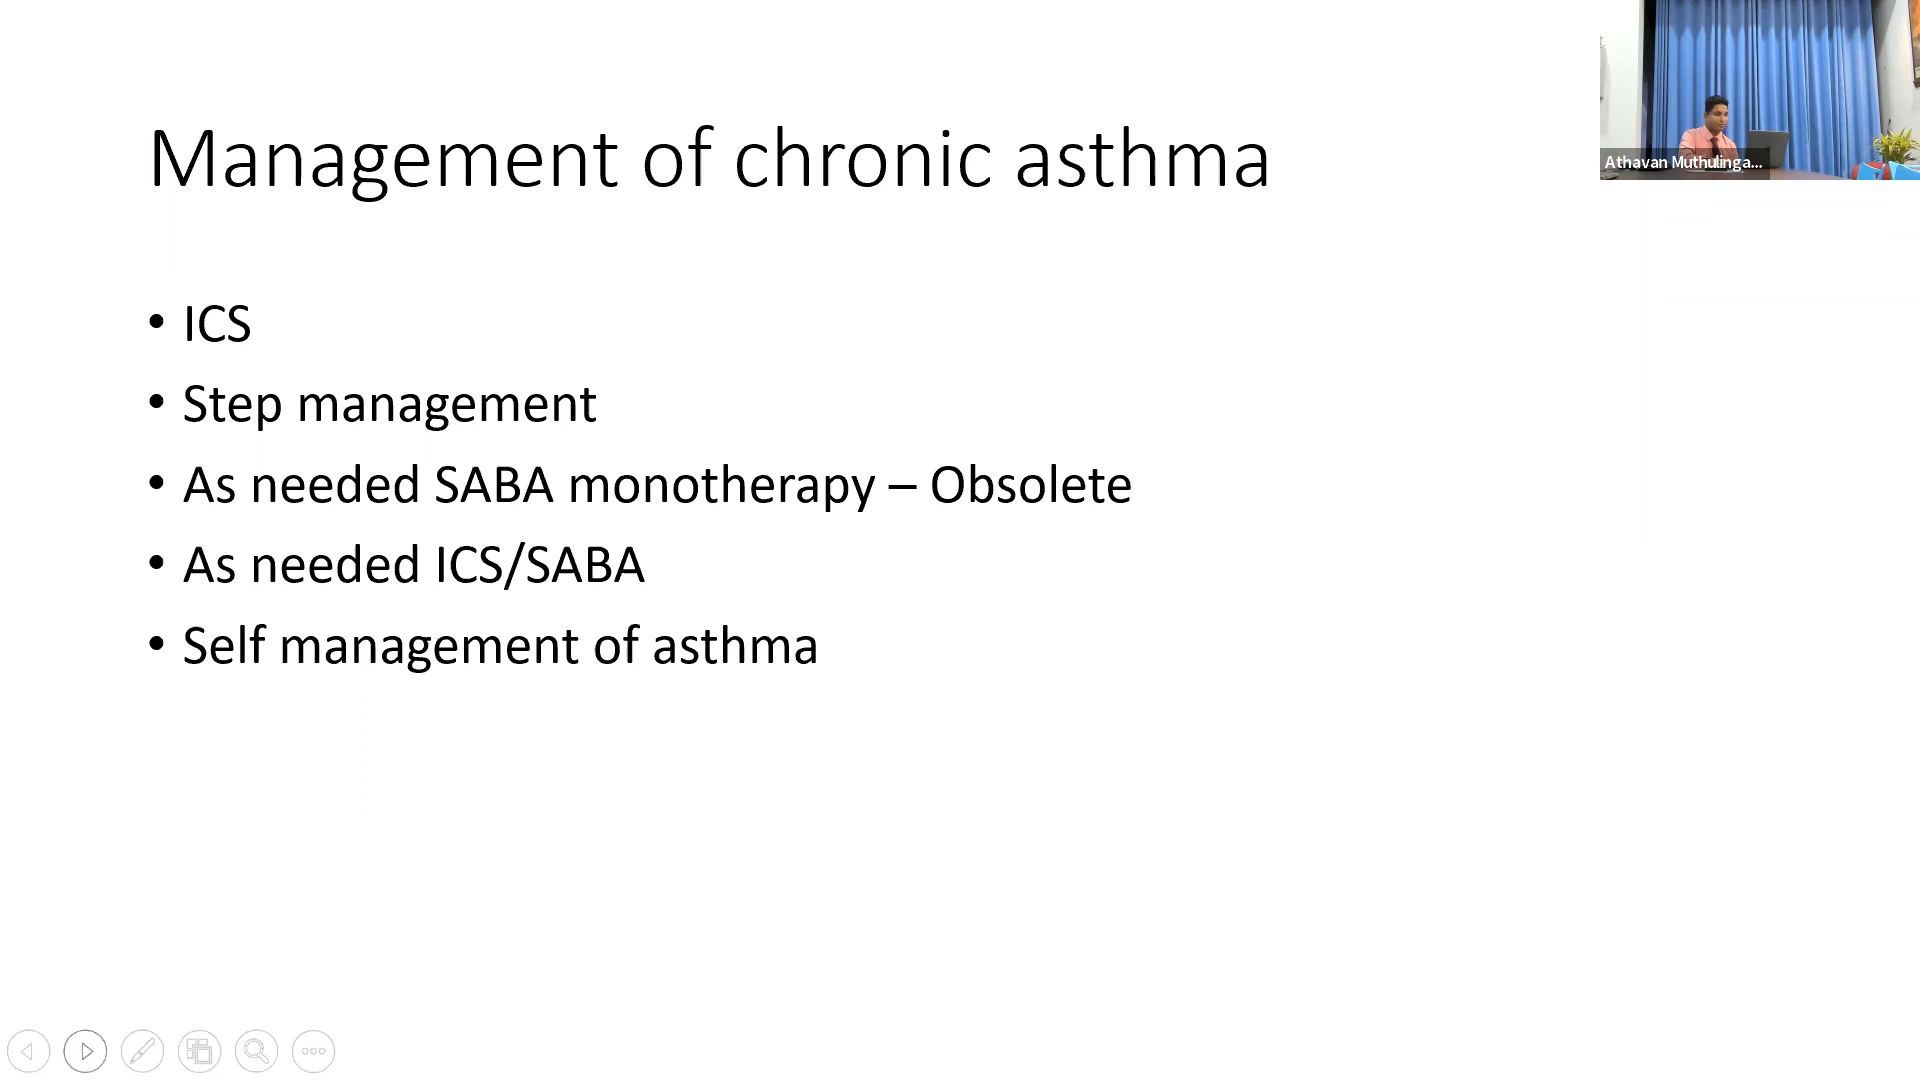 Management of chronic asthma
Athavan Muthulinga...
• ICS
• Step management
• As needed SABA monotherapy – Obsolete
• As needed ICS/SABA
• Self management of asthma